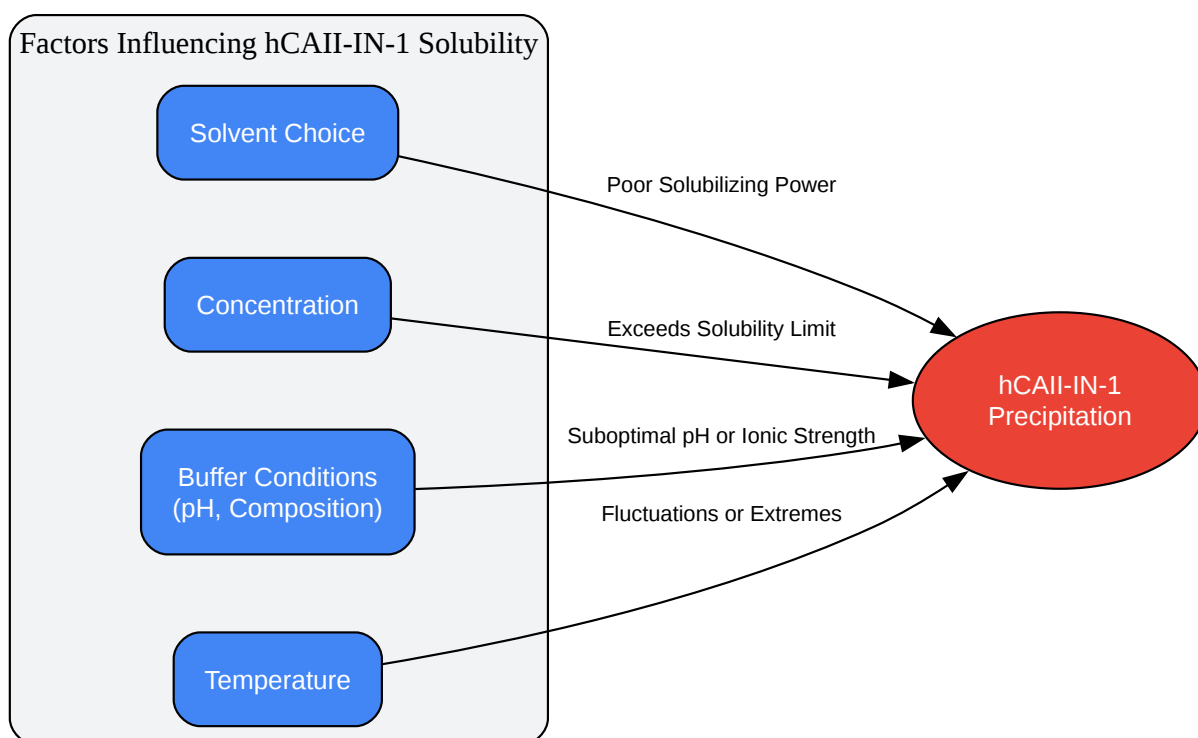 Factors Influencing hCAII-IN-1 Solubility
Solvent Choice
Poor Solubilizing Power
Concentration
Exceeds Solubility Limit
hCAII-IN-1
Precipitation
Buffer Conditions
(pH, Composition)
Suboptimal pH or Ionic Strength
Fluctuations or Extremes
Temperature